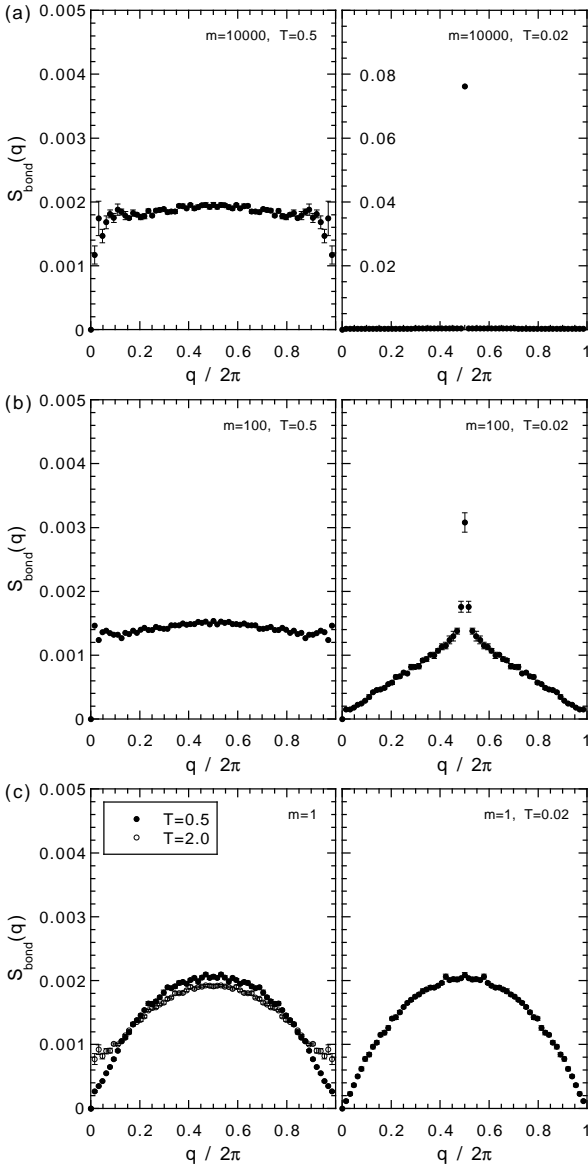 (a)
m=10000, T=0.5
m=10000, T=0.02
0.005
0.004
0.003
0.002
0.001
0
S_bond(q)
0.08
0.06
0.04
0.02
0 0.2 0.4 0.6 0.8 0 0.2 0.4 0.6 0.8 1
q / 2π q / 2π
(b)
m=100, T=0.5
m=100, T=0.02
0.005
0.004
0.003
0.002
0.001
0
S_bond(q)
0 0.2 0.4 0.6 0.8 0 0.2 0.4 0.6 0.8 1
q / 2π q / 2π
(c)
T=0.5
T=2.0
m=1
m=1, T=0.02
0.005
0.004
0.003
0.002
0.001
0
S_bond(q)
0 0.2 0.4 0.6 0.8 0 0.2 0.4 0.6 0.8 1
q / 2π q / 2π